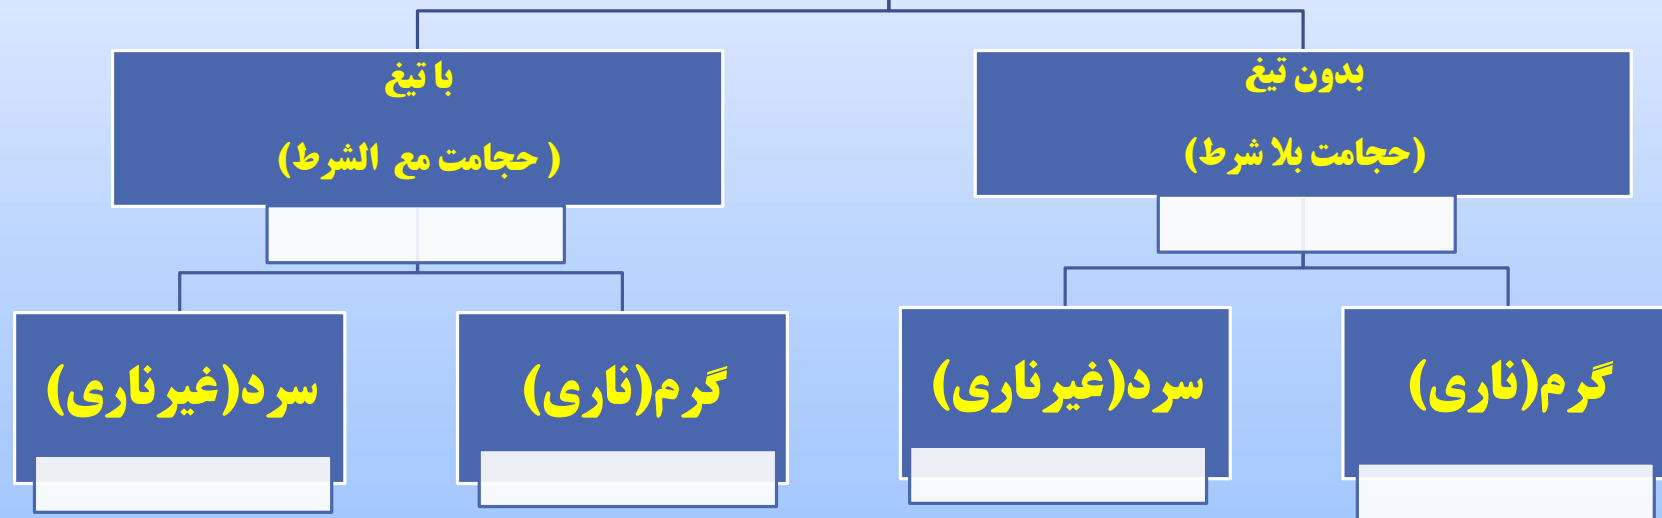 بدون تیغ
(حجامت بلا شرط)
با تیغ
( حجامت مع الشرط)
گرم(ناری)
سرد(غیرناری)
گرم(ناری)
سرد(غیرناری)